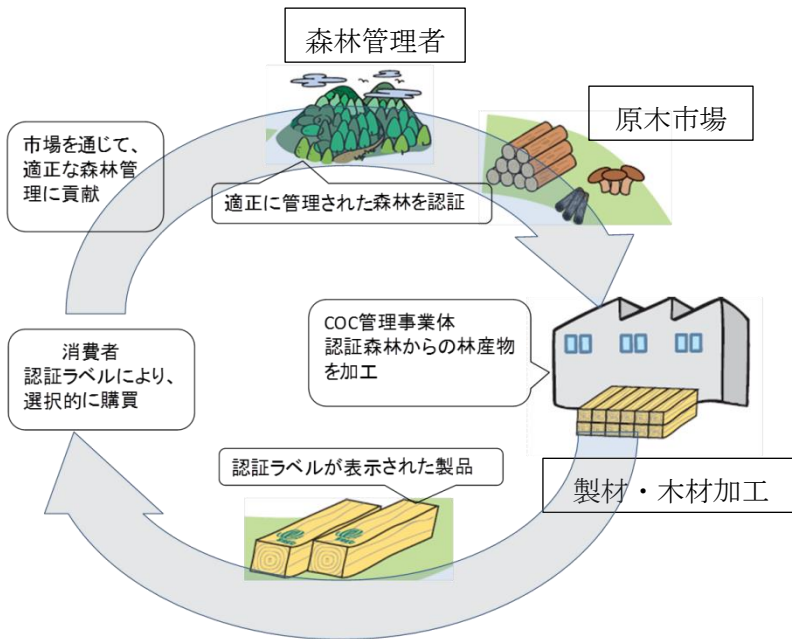 森林管理者
原木市場
市場を通じて、
適正な森林管
理に貢献
適正に管理された森林を認証
COC管理事業体
認証森林からの林産物
を加工
消費者
認証ラベルにより、
選択的に購買
認証ラベルが表示された製品
製材・木材加工